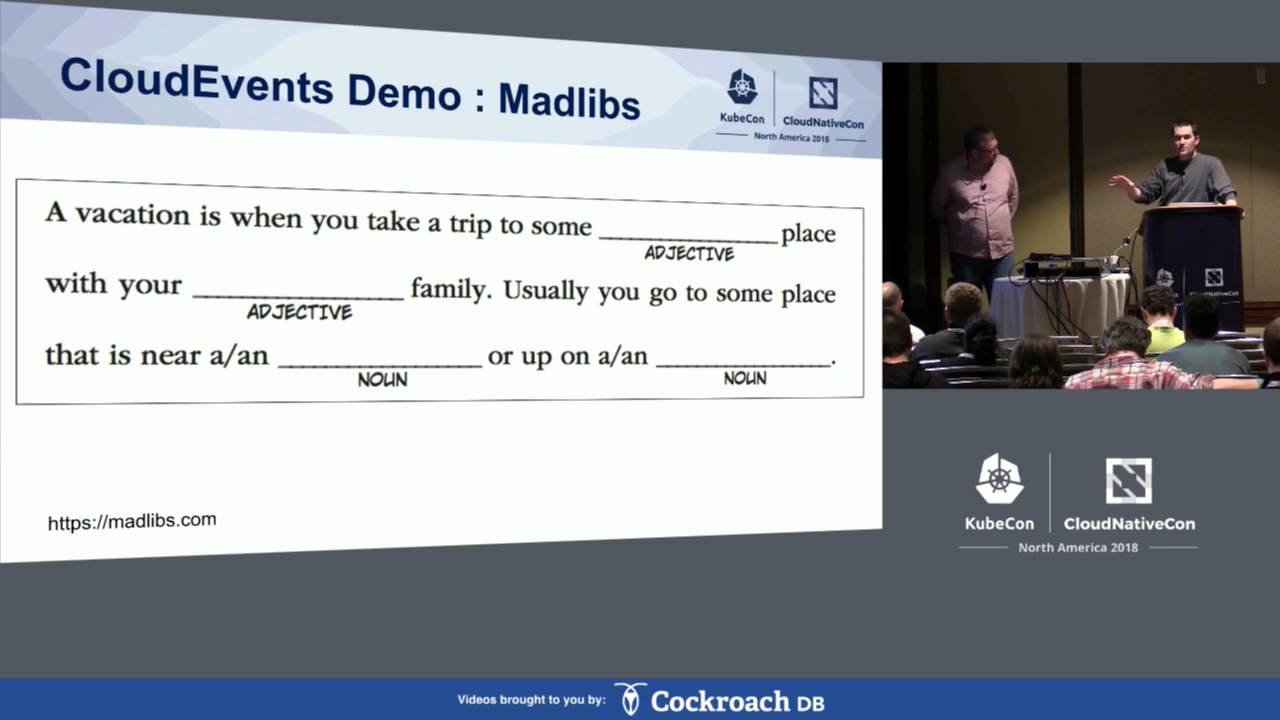 CloudEvents Demo : Madlibs
KubeCon
CloudNativeCon
North America 2018
A vacation is when you take a trip to some ____________ place
ADJECTIVE
with your ____________ family. Usually you go to some place
ADJECTIVE
that is near a/an ____________ or up on a/an ____________.
NOUN NOUN
https://madlibs.com
KubeCon
CloudNativeCon
North America 2018
Videos brought to you by: Cockroach DB